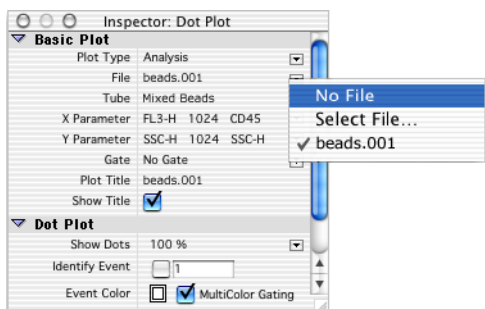 Inspector: Dot Plot
Basic Plot
Plot Type Analysis
File beads.001
No File
Select File...
✓ beads.001
Tube Mixed Beads
X Parameter FL3-H 1024 CD45
Y Parameter SSC-H 1024 SSC-H
Gate No Gate
Plot Title beads.001
Show Title
Dot Plot
Show Dots 100 %
Identify Event 1
Event Color MultiColor Gating